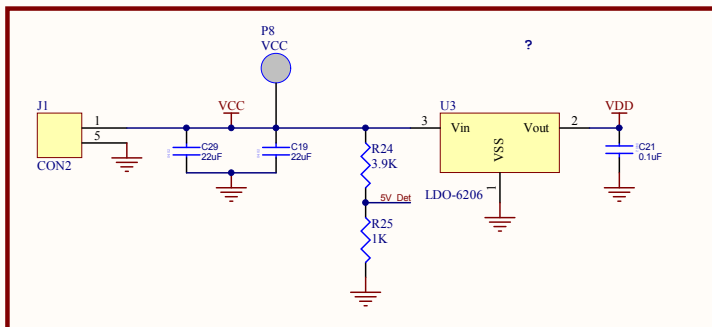 P8
VCC
?
J1
1
5
CON2
VCC
C29
22uF
C19
22uF
R24
3.9K
5V_Det
R25
1K
U3
3
Vin
Vout
2
VSS
1
LDO-6206
VDD
C21
0.1uF